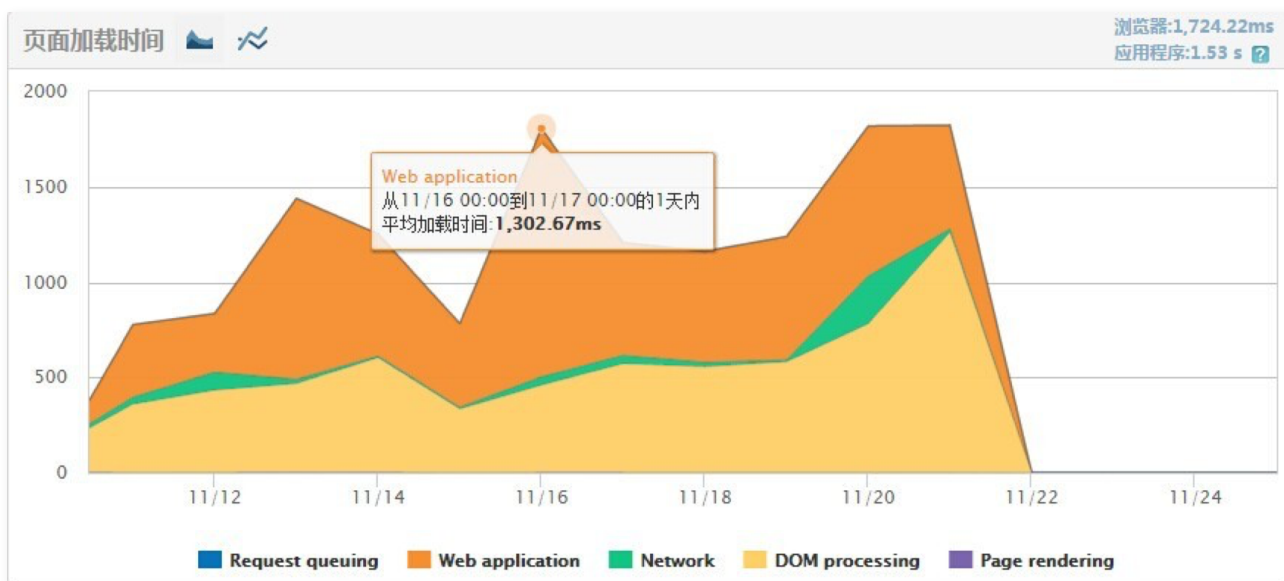 页面加载时间
浏览器:1,724.22ms
应用程序:1.53 s ?
2000
1500
1000
500
0
Web application
从11/16 00:00到11/17 00:00的1天内
平均加载时间:1,302.67ms
11/12 11/14 11/16 11/18 11/20 11/22 11/24
Request queuing Web application Network DOM processing Page rendering